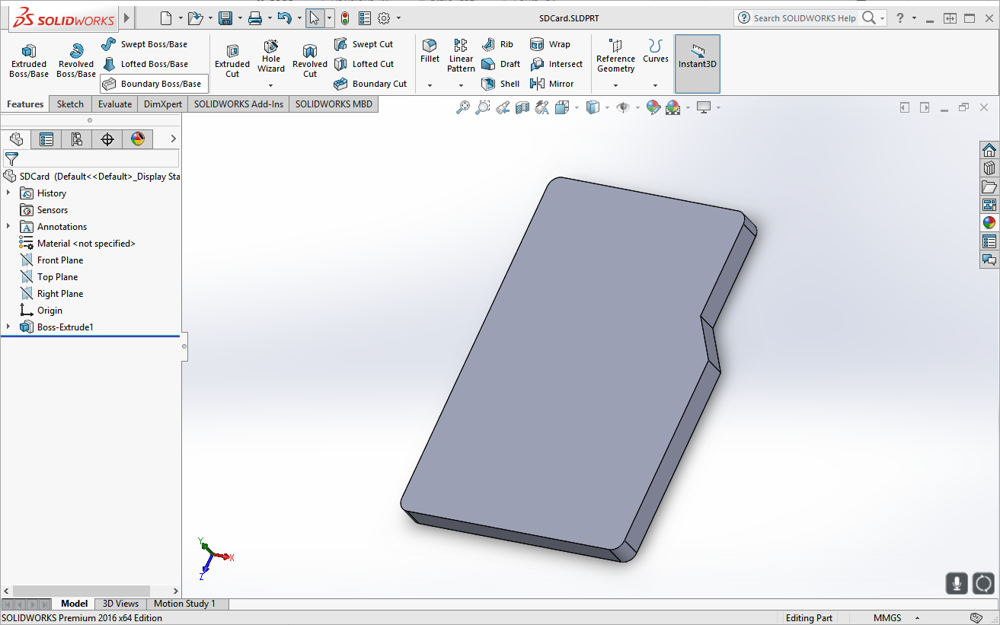 SOLIDWORKS
SDCard.SLDPRT
Search SOLIDWORKS Help
?
Extruded Boss/Base
Revolved Boss/Base
Swept Boss/Base
Lofted Boss/Base
Boundary Boss/Base
Extruded Cut
Hole Wizard
Revolved Cut
Swept Cut
Lofted Cut
Boundary Cut
Fillet
Linear Pattern
Rib
Draft
Shell
Wrap
Intersect
Mirror
Reference Geometry
Curves
Instant3D
Features
Sketch
Evaluate
DimXpert
SOLIDWORKS Add-Ins
SOLIDWORKS MBD
SDCard (Default<<Default>_Display Sta
History
Sensors
Annotations
Material <not specified>
Front Plane
Top Plane
Right Plane
Origin
Boss-Extrude1
Y
X
Z
Model
3D Views
Motion Study 1
SOLIDWORKS Premium 2016 x64 Edition
Editing Part
MMGS